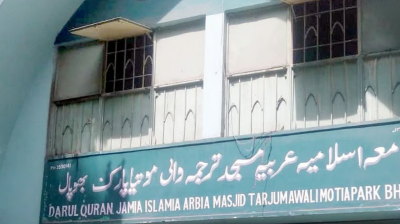 معہ اسلامیہ عربیہ مسجد ترجمہ والی موتیا پارک بھوپال
DARUL QURAN, JAMIA ISLAMIA ARBIA MASJID TARJUMAWALI MOTIAPARK BH